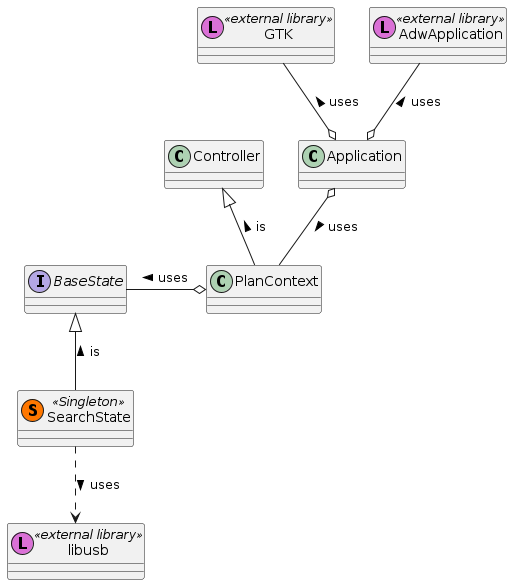 L «external library»
GTK
L «external library»
AdwApplication
uses
uses
C Controller
C Application
is
uses
I BaseState
uses
C PlanContext
is
S «Singleton»
SearchState
uses
L «external library»
libusb